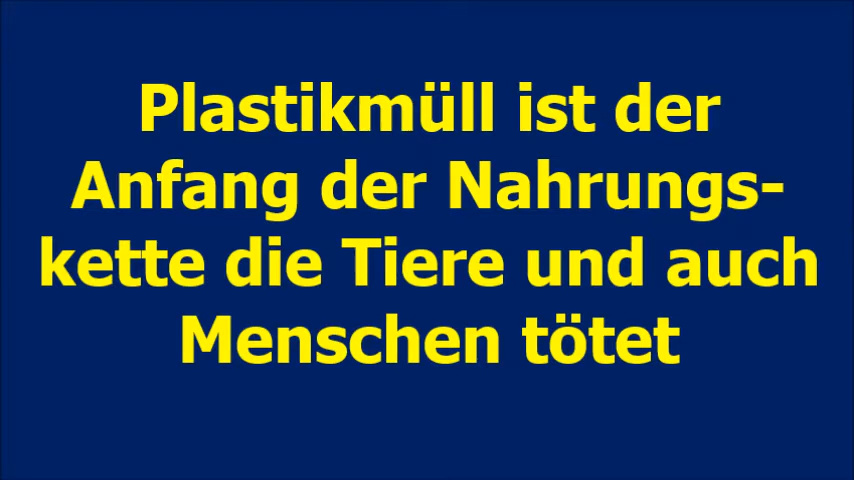 Plastikmüll ist der
Anfang der Nahrungs-
kette die Tiere und auch
Menschen tötet